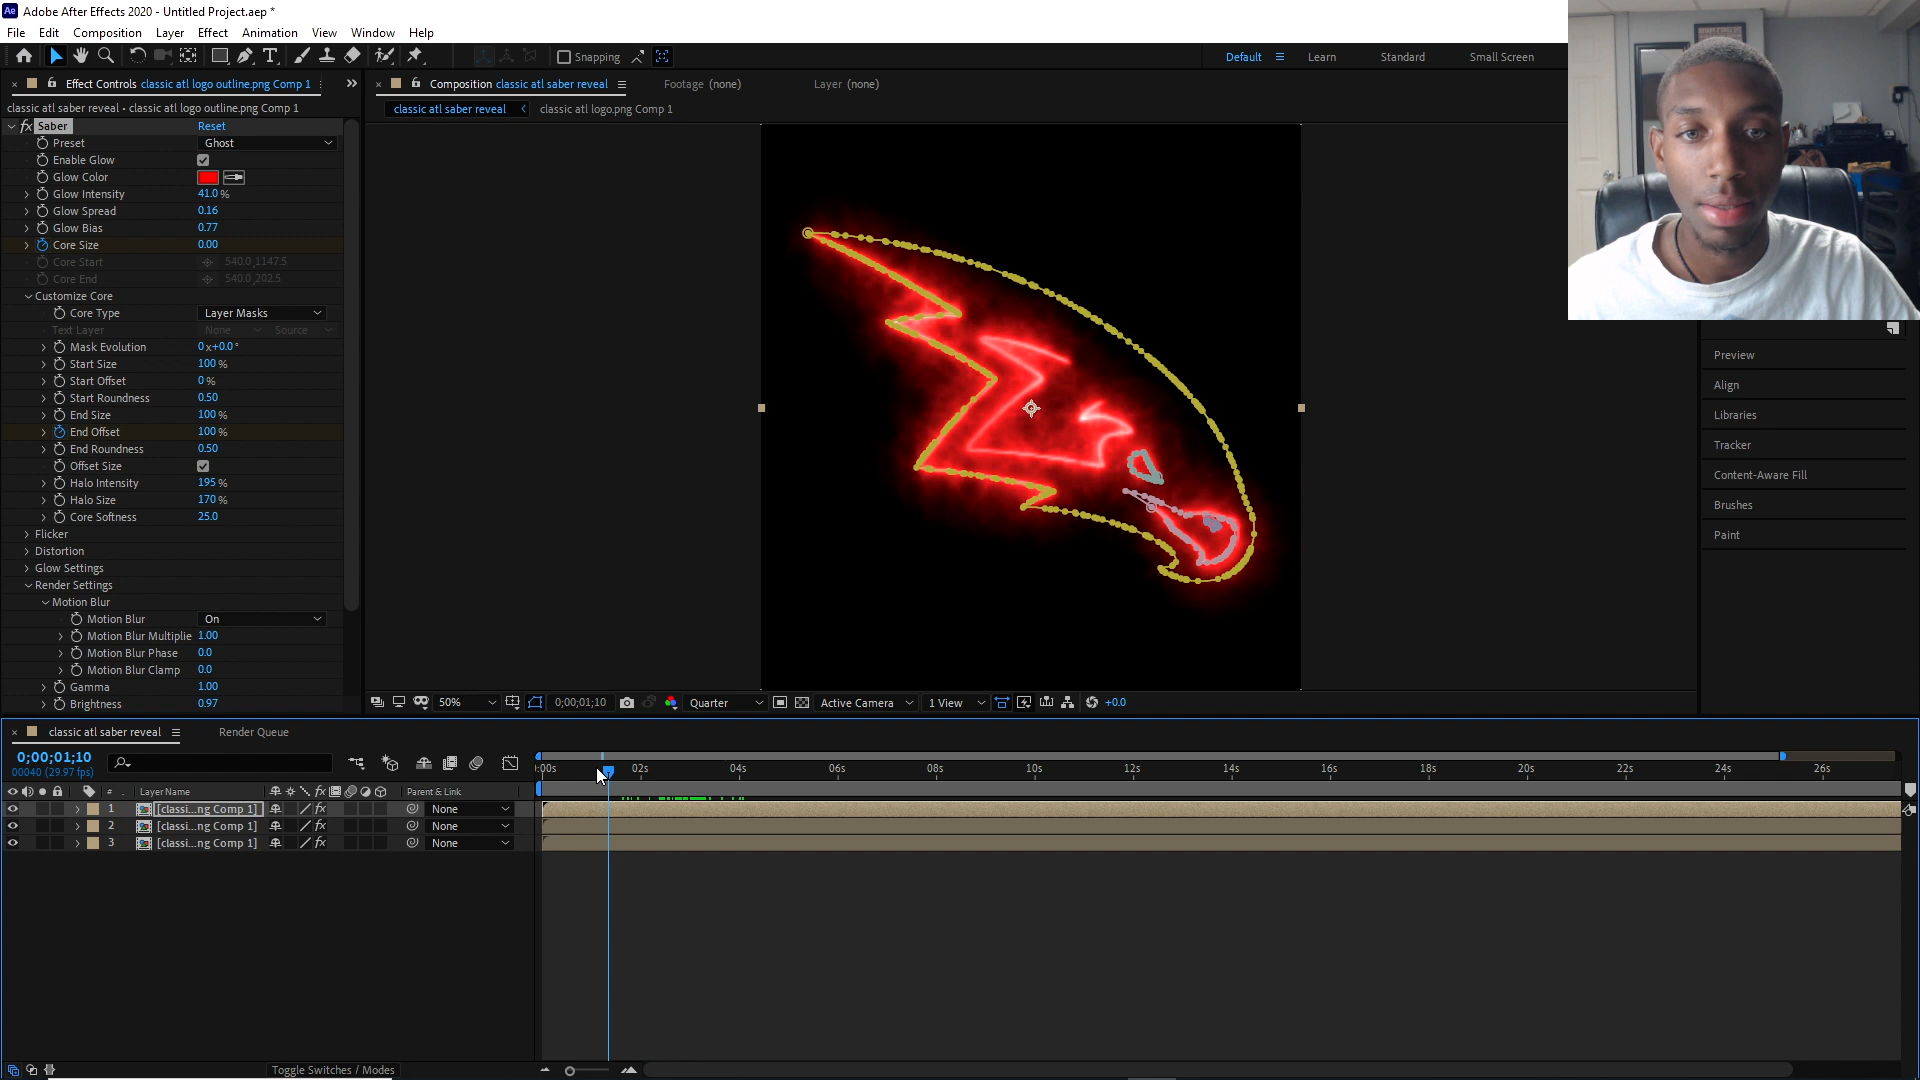 Ae Adobe After Effects 2020 - Untitled Project.aep *
File Edit Composition Layer Effect Animation View Window Help
Snapping Default Learn Standard Small Screen
Effect Controls classic atl logo outline.png Comp 1
Composition classic atl saber reveal Footage (none) Layer (none)
classic atl saber reveal • classic atl logo outline.png Comp 1
classic atl saber reveal classic atl logo.png Comp 1
fx Saber Reset
Preset Ghost
Enable Glow
Glow Color
Glow Intensity 41.0 %
Glow Spread 0.16
Glow Bias 0.77
Core Size 0.00
Core Start 540.0,1147.5
Core End 540.0,202.5
Customize Core
Core Type Layer Masks
Text Layer None Source
Mask Evolution 0x+0.0°
Start Size 100 %
Start Offset 0 %
Start Roundness 0.50
End Size 100 %
End Offset 100 %
End Roundness 0.50
Offset Size
Halo Intensity 195 %
Halo Size 170 %
Core Softness 25.0
Flicker
Distortion
Glow Settings
Render Settings
Motion Blur
Motion Blur On
Motion Blur Multiplie 1.00
Motion Blur Phase 0.0
Motion Blur Clamp 0.0
Gamma 1.00
Brightness 0.97
Preview
Align
Libraries
Tracker
Content-Aware Fill
Brushes
Paint
50% 0;00;01;10 Quarter Active Camera 1 View +0.0
classic atl saber reveal Render Queue
0;00;01;10
00040 (29.97 fps)
:00s 02s 04s 06s 08s 10s 12s 14s 16s 18s 20s 22s 24s 26s
# Layer Name fx Parent & Link
1 [classi...ng Comp 1] fx None
2 [classi...ng Comp 1] fx None
3 [classi...ng Comp 1] fx None
Toggle Switches / Modes